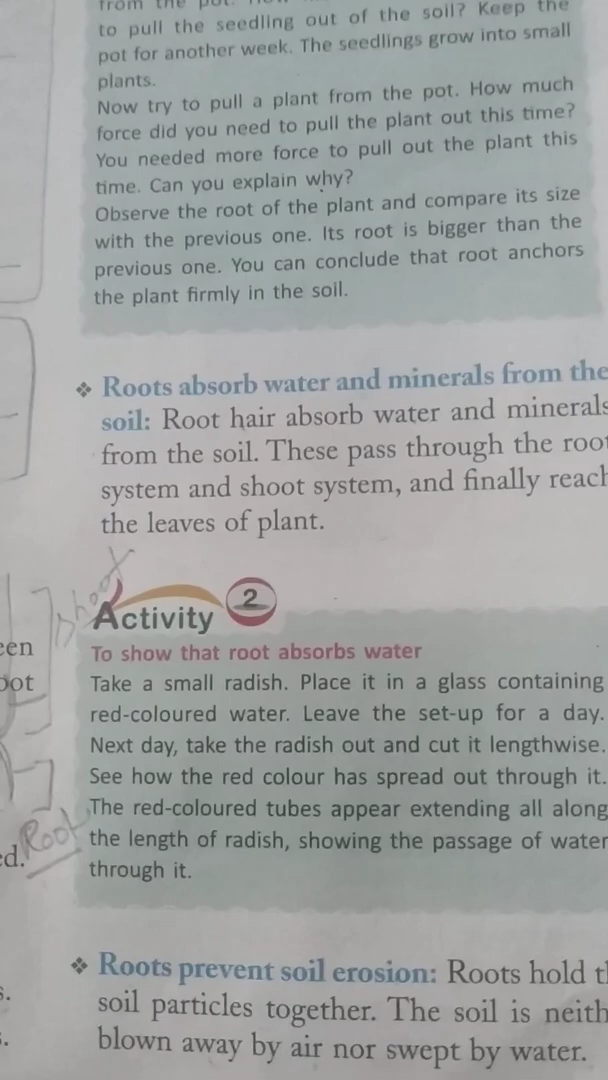 from the pot.
to pull the seedling out of the soil? Keep the
pot for another week. The seedlings grow into small
plants.
Now try to pull a plant from the pot. How much
force did you need to pull the plant out this time?
You needed more force to pull out the plant this
time. Can you explain why?
Observe the root of the plant and compare its size
with the previous one. Its root is bigger than the
previous one. You can conclude that root anchors
the plant firmly in the soil.
❖ Roots absorb water and minerals from the
soil: Root hair absorb water and minerals
from the soil. These pass through the root
system and shoot system, and finally reach
the leaves of plant.
shoot
Activity 2
To show that root absorbs water
Take a small radish. Place it in a glass containing
red-coloured water. Leave the set-up for a day.
Next day, take the radish out and cut it lengthwise.
See how the red colour has spread out through it.
The red-coloured tubes appear extending all along
the length of radish, showing the passage of water
through it.
Root
❖ Roots prevent soil erosion: Roots hold
soil particles together. The soil is
blown away by air nor swept by water.